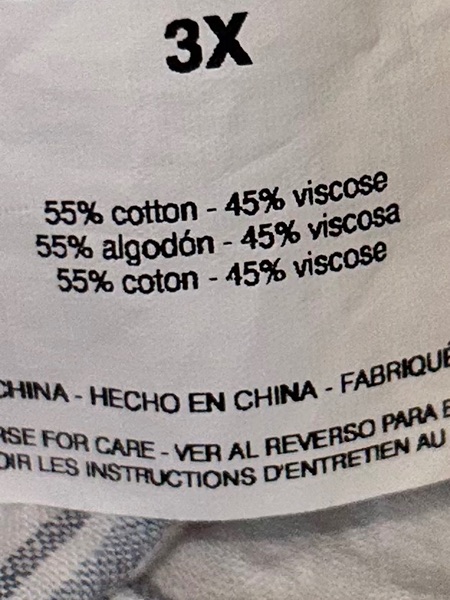 3X
55% cotton - 45% viscose
55% algodón - 45% viscosa
55% coton - 45% viscose
CHINA - HECHO EN CHINA - FABRIQUÉ
RSE FOR CARE - VER AL REVERSO PARA E
OIR LES INSTRUCTIONS D'ENTRETIEN AU